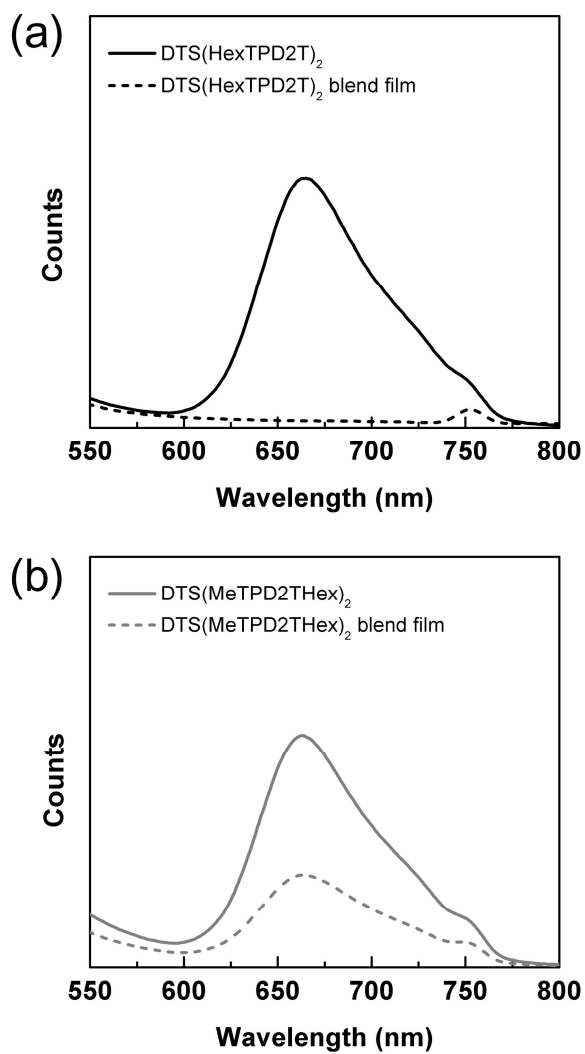 (a)
DTS(HexTPD2T)₂
DTS(HexTPD2T)₂ blend film
Counts
550 600 650 700 750 800
Wavelength (nm)
(b)
DTS(MeTPD2THex)₂
DTS(MeTPD2THex)₂ blend film
Counts
550 600 650 700 750 800
Wavelength (nm)